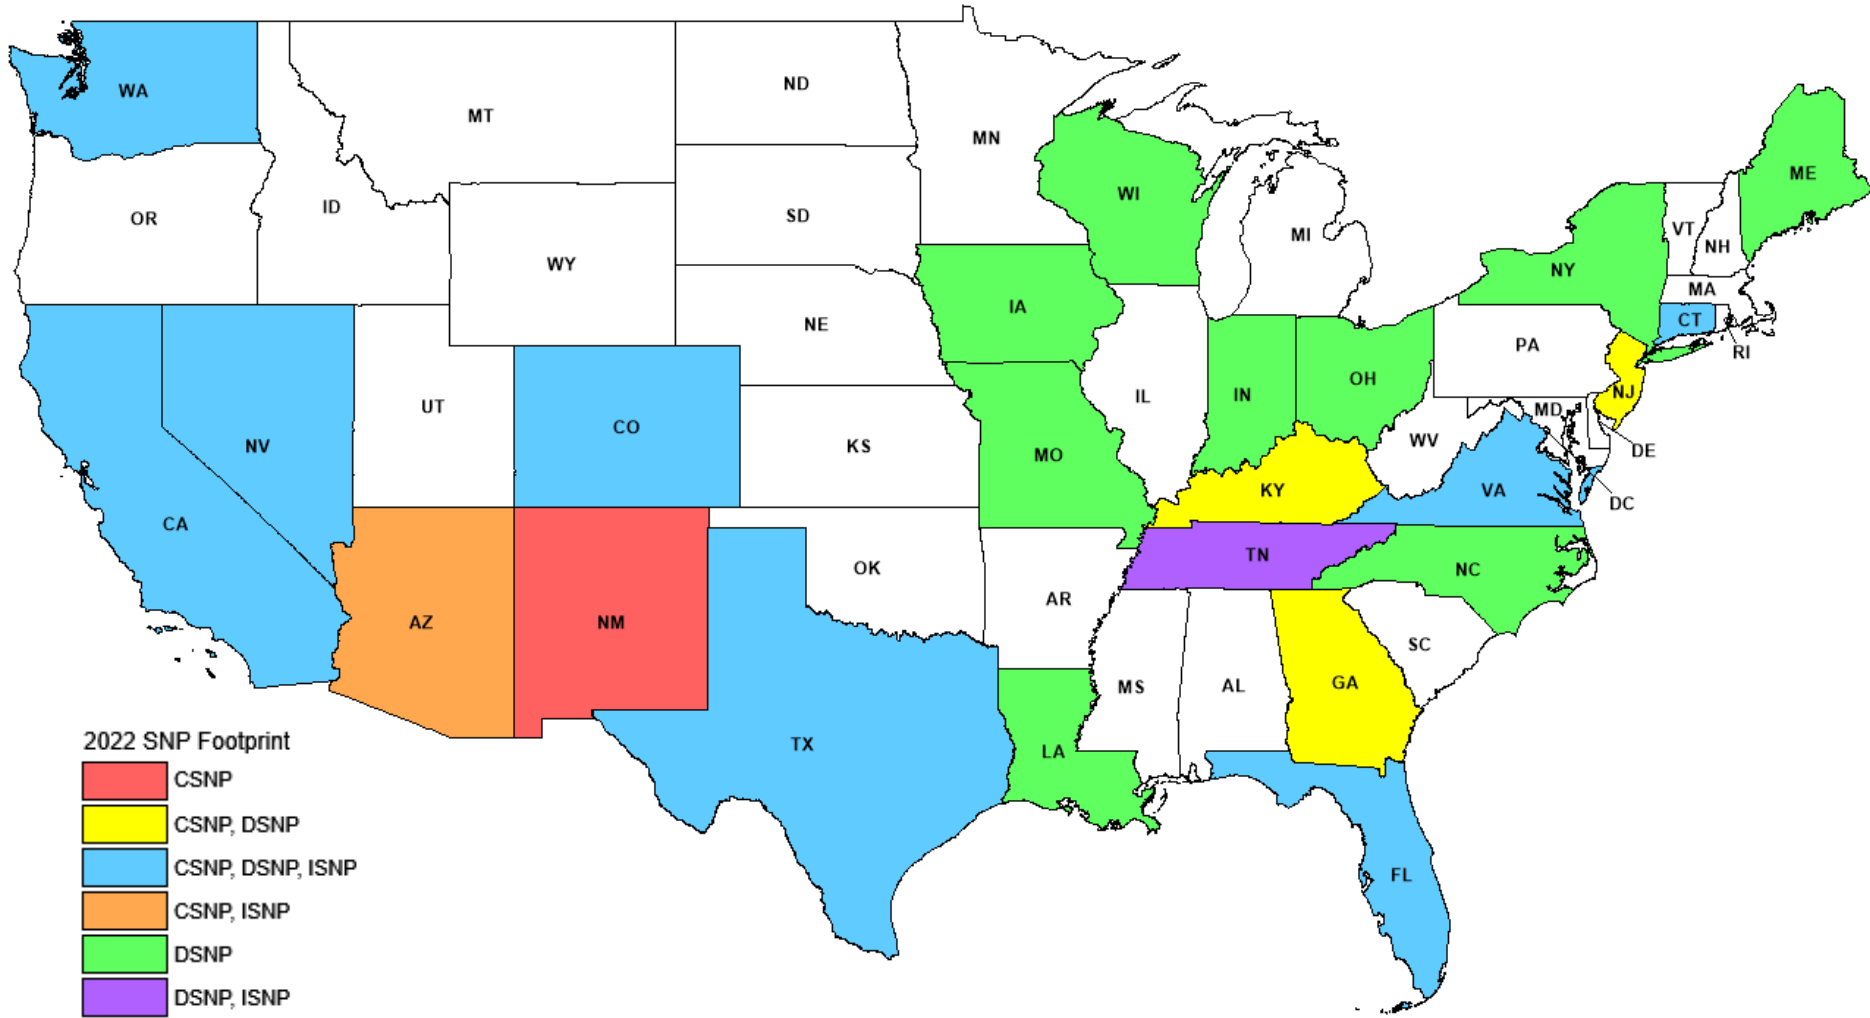 WA
MT
ND
MN
OR
ID
WY
SD
WI
MI
ME
VT
NH
NY
MA
CT
RI
NE
IA
PA
NJ
UT
CO
NV
KS
MO
IL
IN
OH
MD
DE
WV
VA
DC
KY
CA
AZ
NM
OK
AR
TN
NC
SC
MS
AL
GA
TX
LA
FL
2022 SNP Footprint
CSNP
CSNP, DSNP
CSNP, DSNP, ISNP
CSNP, ISNP
DSNP
DSNP, ISNP